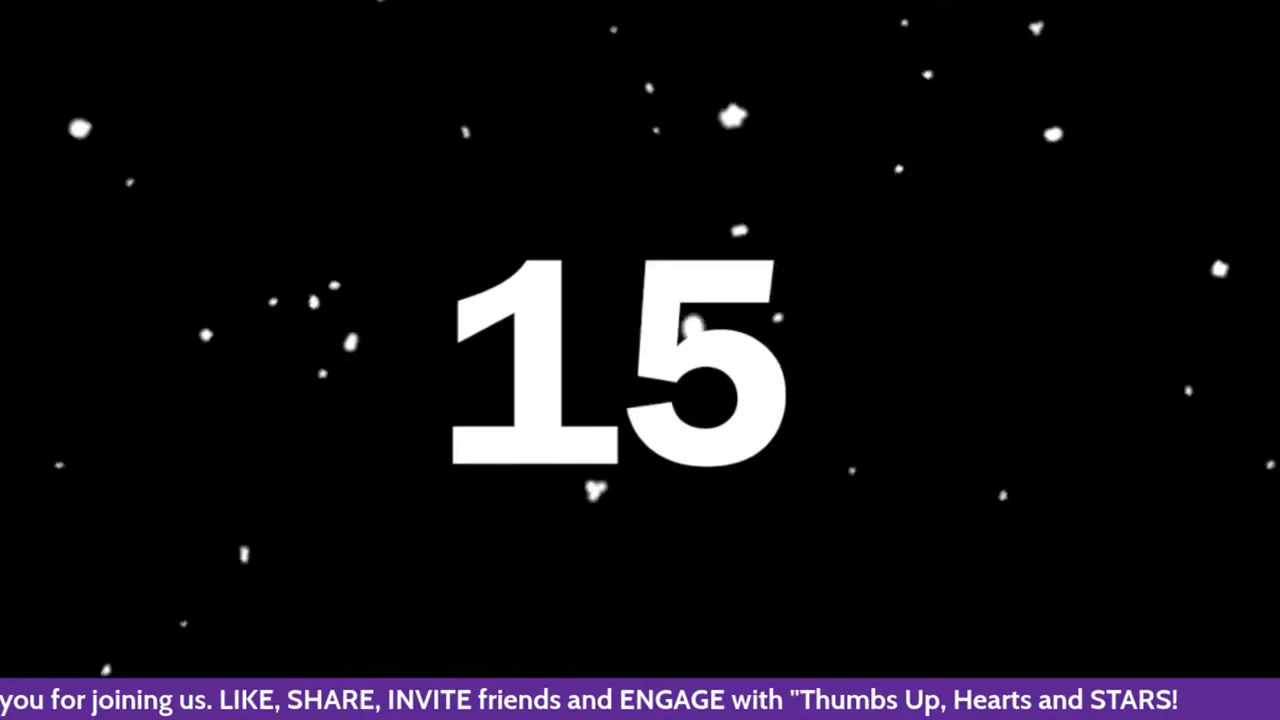 15
you for joining us. LIKE, SHARE, INVITE friends and ENGAGE with "Thumbs Up, Hearts and STARS!